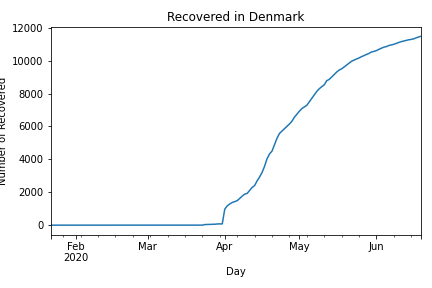 Recovered in Denmark
12000
10000
8000
6000
4000
2000
0
Number of Recovered
Feb
2020
Mar
Apr
May
Jun
Day